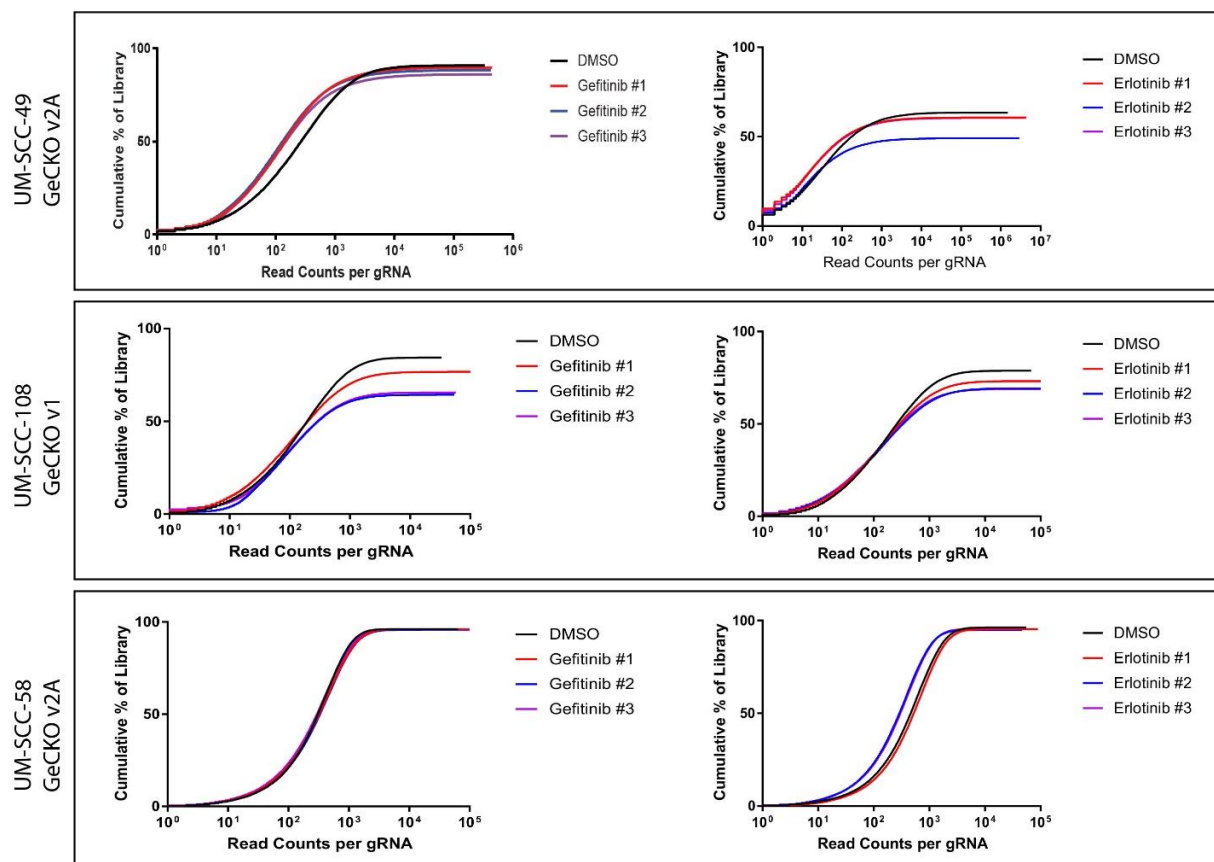 UM-SCC-49
GeCKO v2A
Cumulative % of Library
100
50
0
10⁰ 10¹ 10² 10³ 10⁴ 10⁵ 10⁶
Read Counts per gRNA
DMSO
Gefitinib #1
Gefitinib #2
Gefitinib #3
Cumulative % of Library
100
50
0
10⁰ 10¹ 10² 10³ 10⁴ 10⁵ 10⁶ 10⁷
Read Counts per gRNA
DMSO
Erlotinib #1
Erlotinib #2
Erlotinib #3
UM-SCC-108
GeCKO v1
Cumulative % of Library
100
50
0
10⁰ 10¹ 10² 10³ 10⁴ 10⁵
Read Counts per gRNA
DMSO
Gefitinib #1
Gefitinib #2
Gefitinib #3
Cumulative % of Library
100
50
0
10⁰ 10¹ 10² 10³ 10⁴ 10⁵
Read Counts per gRNA
DMSO
Erlotinib #1
Erlotinib #2
Erlotinib #3
UM-SCC-58
GeCKO v2A
Cumulative % of Library
100
50
0
10⁰ 10¹ 10² 10³ 10⁴ 10⁵
Read Counts per gRNA
DMSO
Gefitinib #1
Gefitinib #2
Gefitinib #3
Cumulative % of Library
100
50
0
10⁰ 10¹ 10² 10³ 10⁴ 10⁵
Read Counts per gRNA
DMSO
Erlotinib #1
Erlotinib #2
Erlotinib #3